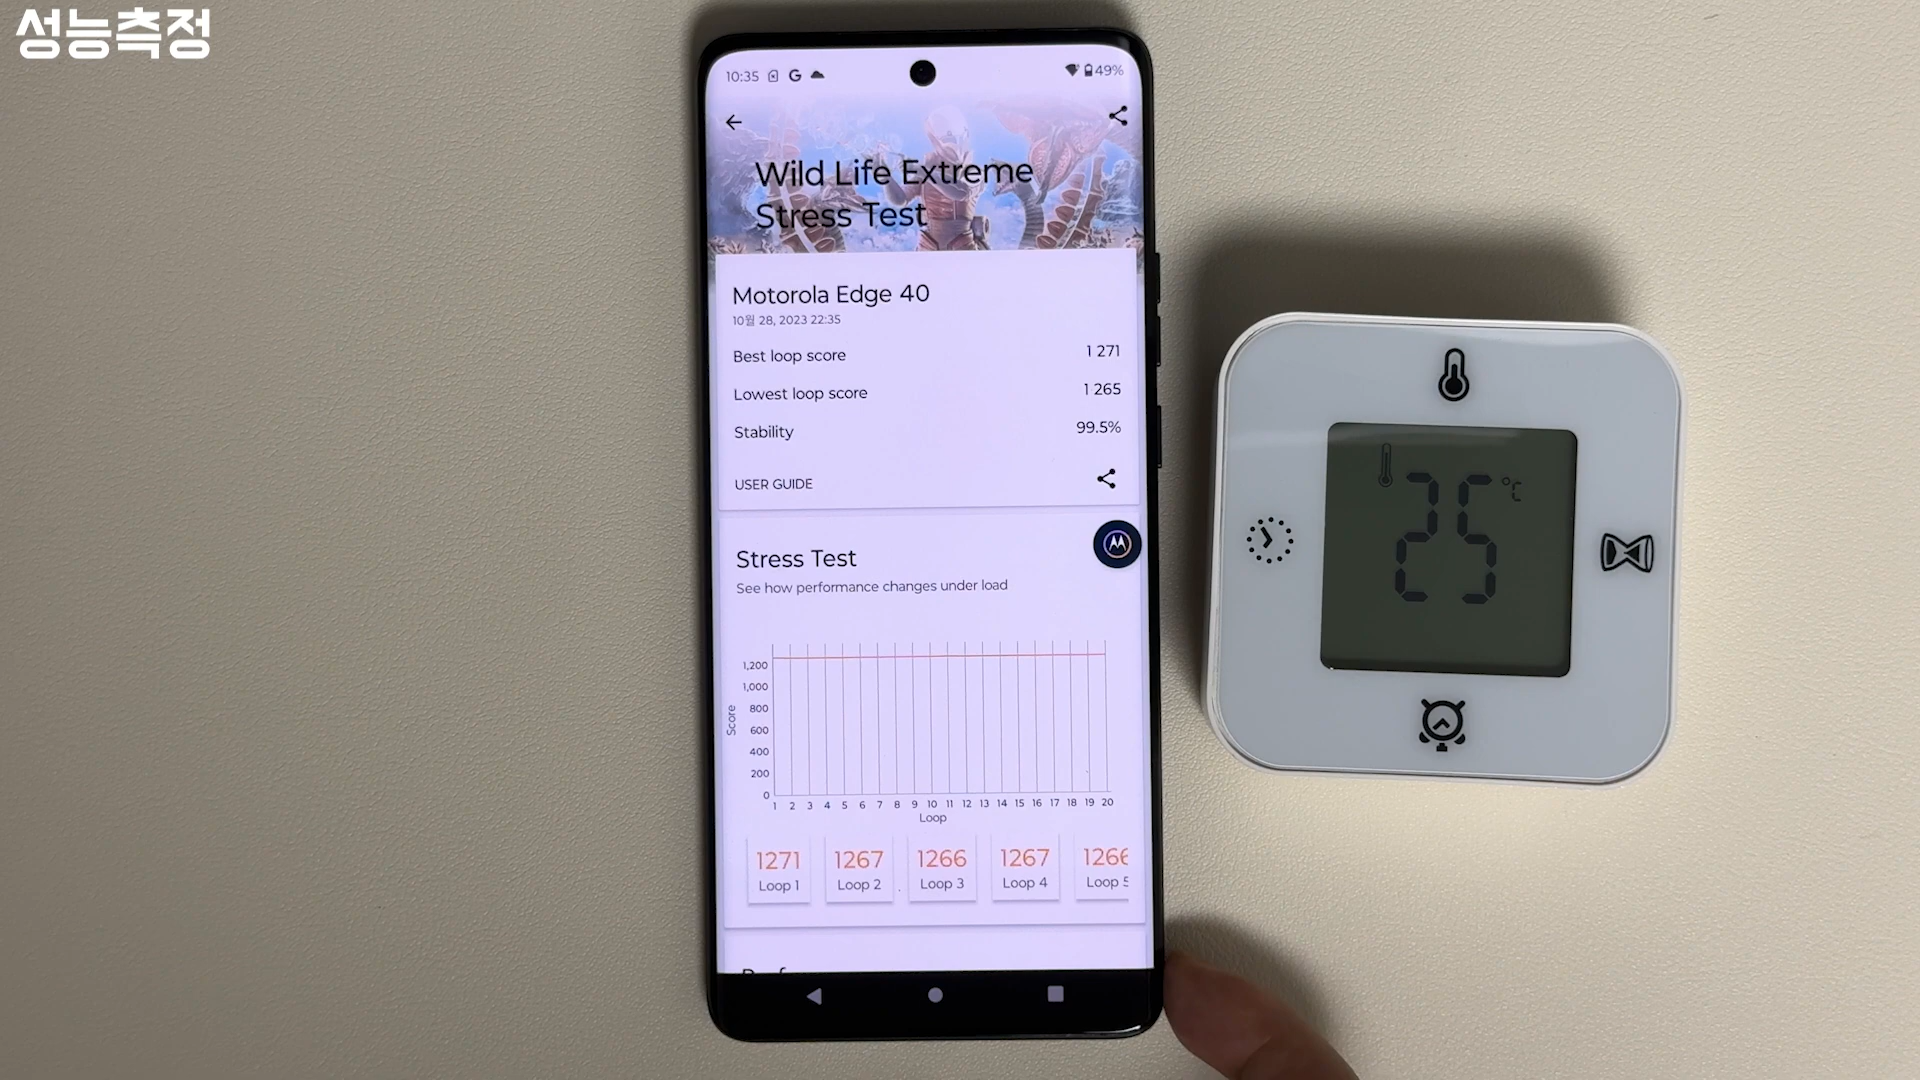 성능측정
10:35 G 49%
Wild Life Extreme
Stress Test
Motorola Edge 40
10월 28, 2023 22:35
Best loop score 1 271
Lowest loop score 1 265
Stability 99.5%
USER GUIDE
Stress Test
See how performance changes under load
1,200
1,000
800
600
400
200
0
Score
1 2 3 4 5 6 7 8 9 10 11 12 13 14 15 16 17 18 19 20
Loop
1271 1267 1266 1267 1266
Loop 1 Loop 2 Loop 3 Loop 4 Loop 5
25 °C